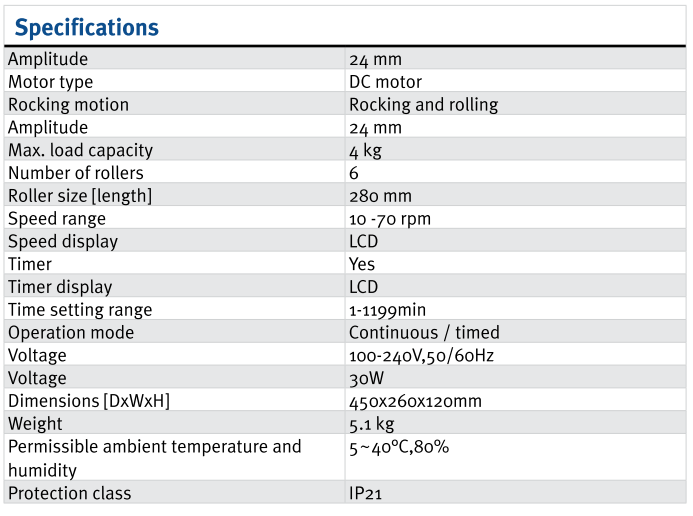 Specifications
Amplitude 24 mm
Motor type DC motor
Rocking motion Rocking and rolling
Amplitude 24 mm
Max. load capacity 4 kg
Number of rollers 6
Roller size [length] 280 mm
Speed range 10 -70 rpm
Speed display LCD
Timer Yes
Timer display LCD
Time setting range 1-1199min
Operation mode Continuous / timed
Voltage 100-240V,50/60Hz
Voltage 30W
Dimensions [DxWxH] 450x260x120mm
Weight 5.1 kg
Permissible ambient temperature and 5~40ºC,80%
humidity
Protection class IP21